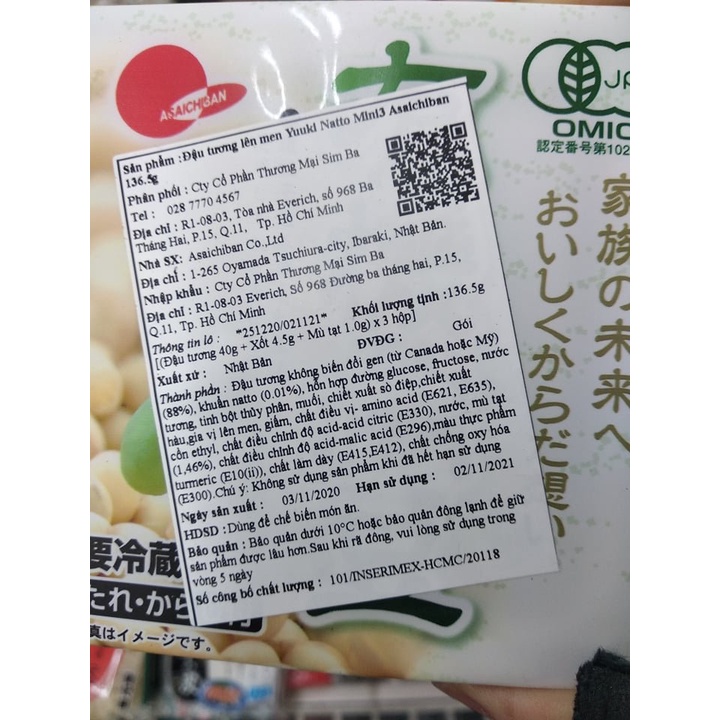 ASAICHIBAN
有
JA
OMIC
認定番号第102
家族の未来へ
おいしくからだ想い
Sản phẩm :Đậu tương lên men Yuuki Natto Mini3 Asaichiban
136.5g
Phân phối : Cty Cổ Phần Thương Mại Sim Ba
Tel : 028 7770 4567
Địa chỉ : R1-08-03, Tòa nhà Everich, số 968 Ba
Tháng Hai, P.15, Q.11, Tp. Hồ Chí Minh
Nhà SX: Asaichiban Co.,Ltd
Địa chỉ : 1-265 Oyamada Tsuchiura-city, Ibaraki, Nhật Bản.
Nhập khẩu : Cty Cổ Phần Thương Mại Sim Ba
Địa chỉ : R1-08-03 Everich, Số 968 Đường ba tháng hai, P.15,
Q.11, Tp. Hồ Chí Minh
Thông tin lô : *251220/021121* Khối lượng tịnh :136.5g
[(Đậu tương 40g + Xốt 4.5g + Mù tạt 1.0g) x 3 hộp]
Xuất xứ : Nhật Bản ĐVĐG : Gói
Thành phần : Đậu tương không biến đổi gen (từ Canada hoặc Mỹ)
(88%), khuẩn natto (0.01%), hỗn hợp đường glucose, fructose, nước
tương, tinh bột thủy phân, muối, chiết xuất sò điệp,chiết xuất
hàu,gia vị lên men, giấm, chất điều vị- amino acid (E621, E635),
cồn ethyl, chất điều chỉnh độ acid-acid citric (E330), nước, mù tạt
(1,46%), chất điều chỉnh độ acid-malic acid (E296),màu thực phẩm
turmeric (E10(ii)), chất làm dày (E415,E412), chất chống oxy hóa
(E300).Chú ý: Không sử dụng sản phẩm khi đã hết hạn sử dụng
Ngày sản xuất : 03/11/2020 Hạn sử dụng : 02/11/2021
HDSD :Dùng để chế biến món ăn.
Bảo quản : Bảo quản dưới 10°C hoặc bảo quản đông lạnh để giữ
sản phẩm được lâu hơn.Sau khi rã đông, vui lòng sử dụng trong
vòng 5 ngày
Số công bố chất lượng : 101/INSERIMEX-HCMC/20118
要冷蔵
たれ・から
真はイメージです。